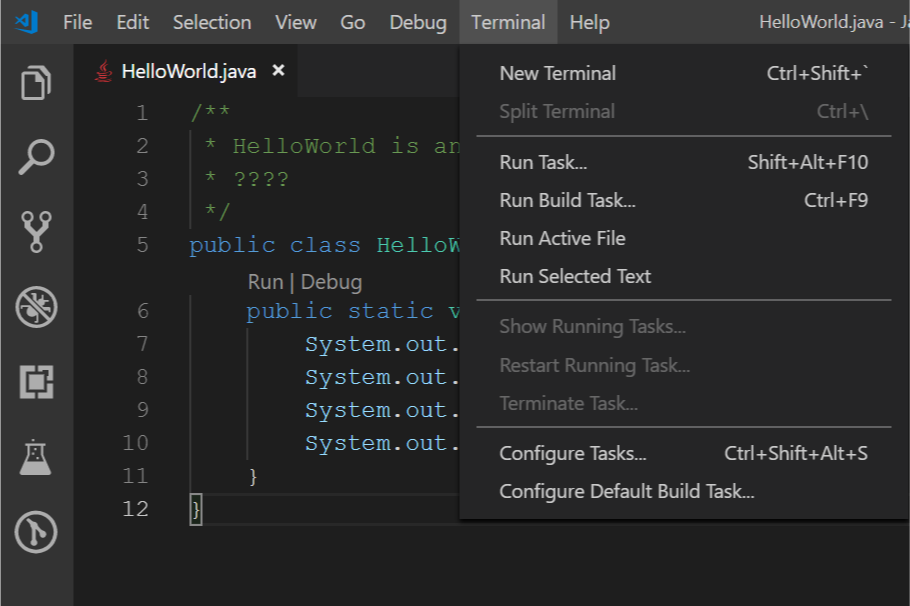 File Edit Selection View Go Debug Terminal Help HelloWorld.java - J
HelloWorld.java ×
1 /**
2 * HelloWorld is an
3 * ????
4 */
5 public class HelloW
Run | Debug
6 public static v
7 System.out.
8 System.out.
9 System.out.
10 System.out.
11 }
12 }
New Terminal Ctrl+Shift+`
Split Terminal Ctrl+\
Run Task... Shift+Alt+F10
Run Build Task... Ctrl+F9
Run Active File
Run Selected Text
Show Running Tasks...
Restart Running Task...
Terminate Task...
Configure Tasks... Ctrl+Shift+Alt+S
Configure Default Build Task...